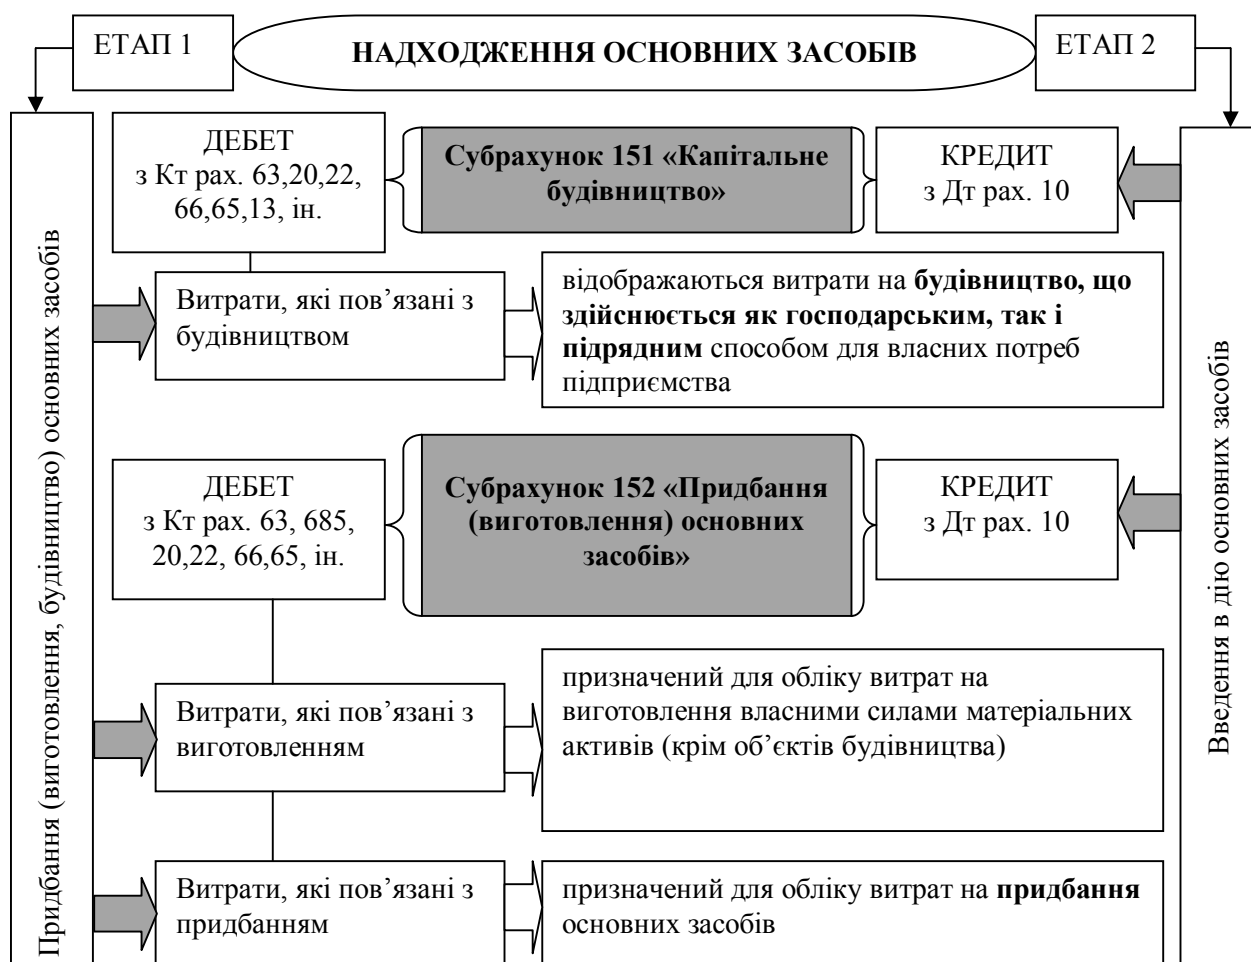 ЕТАП 1
НАДХОДЖЕННЯ ОСНОВНИХ ЗАСОБІВ
ЕТАП 2
Придбання (виготовлення, будівництво) основних засобів
ДЕБЕТ
з Кт рах. 63,20,22,
66,65,13, ін.
Субрахунок 151 «Капітальне
будівництво»
КРЕДИТ
з Дт рах. 10
Витрати, які пов’язані з
будівництвом
відображаються витрати на будівництво, що
здійснюється як господарським, так і
підрядним способом для власних потреб
підприємства
ДЕБЕТ
з Кт рах. 63, 685,
20,22, 66,65, ін.
Субрахунок 152 «Придбання
(виготовлення) основних
засобів»
КРЕДИТ
з Дт рах. 10
Витрати, які пов’язані з
виготовленням
призначений для обліку витрат на
виготовлення власними силами матеріальних
активів (крім об’єктів будівництва)
Витрати, які пов’язані з
придбанням
призначений для обліку витрат на придбання
основних засобів
Введення в дію основних засобів